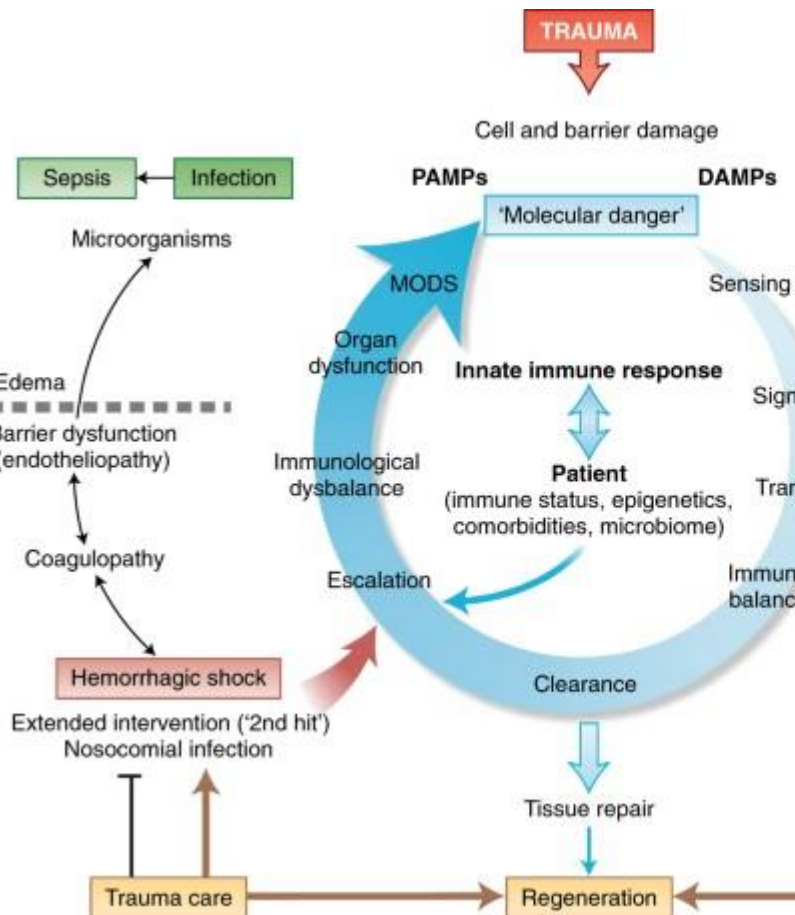 TRAUMA
Cell and barrier damage
PAMPs
DAMPs
'Molecular danger'
Sepsis
Infection
Microorganisms
MODS
Sensing
Organ
dysfunction
Innate immune response
Edema
Barrier dysfunction
(endotheliopathy)
Immunological
dysbalance
Patient
(immune status, epigenetics,
comorbidities, microbiome)
Coagulopathy
Escalation
Hemorrhagic shock
Clearance
Extended intervention ('2nd hit')
Nosocomial infection
Tissue repair
Trauma care
Regeneration